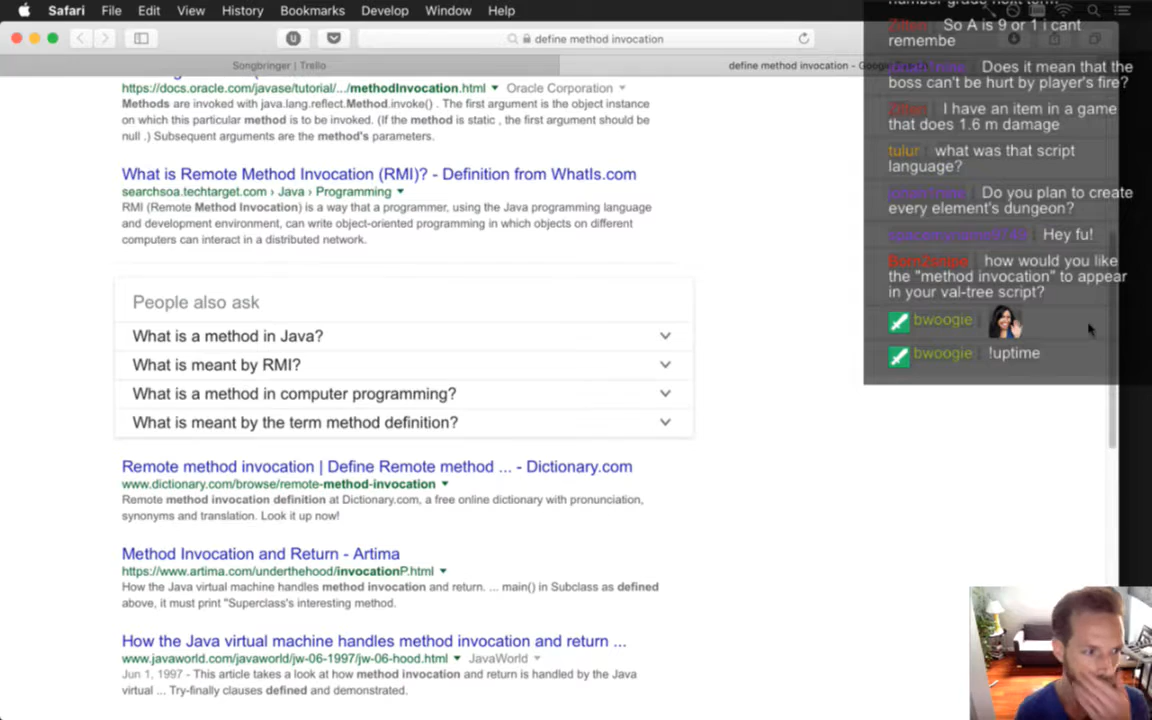 Safari File Edit View History Bookmarks Develop Window Help
define method invocation
Songbringer | Trello
define method invocation -
https://docs.oracle.com/javase/tutorial/.../methodInvocation.html Oracle Corporation
Methods are invoked with java.lang.reflect.Method.invoke() . The first argument is the object instance
on which this particular method is to be invoked. (If the method is static , the first argument should be
null .) Subsequent arguments are the method's parameters.
What is Remote Method Invocation (RMI)? - Definition from WhatIs.com
searchsoa.techtarget.com › Java › Programming
RMI (Remote Method Invocation) is a way that a programmer, using the Java programming language
and development environment, can write object-oriented programming in which objects on different
computers can interact in a distributed network.
People also ask
What is a method in Java?
What is meant by RMI?
What is a method in computer programming?
What is meant by the term method definition?
Remote method invocation | Define Remote method ... - Dictionary.com
www.dictionary.com/browse/remote-method-invocation
Remote method invocation definition at Dictionary.com, a free online dictionary with pronunciation,
synonyms and translation. Look it up now!
Method Invocation and Return - Artima
https://www.artima.com/underthehood/invocationP.html
How the Java virtual machine handles method invocation and return. ... main() in Subclass as defined
above, it must print "Superclass's interesting method.
How the Java virtual machine handles method invocation and return ...
www.javaworld.com/javaworld/jw-06-1997/jw-06-hood.html JavaWorld
Jun 1, 1997 - This article takes a look at how method invocation and return is handled by the Java
virtual ... Try-finally clauses defined and demonstrated.
So A is 9 or 1 i cant
remembe
Does it mean that the
boss can't be hurt by player's fire?
I have an item in a game
that does 1.6 m damage
tulur what was that script
language?
Do you plan to create
every element's dungeon?
Hey fu!
Born2snipe how would you like
the "method invocation" to appear
in your val-tree script?
bwoogie
bwoogie !uptime